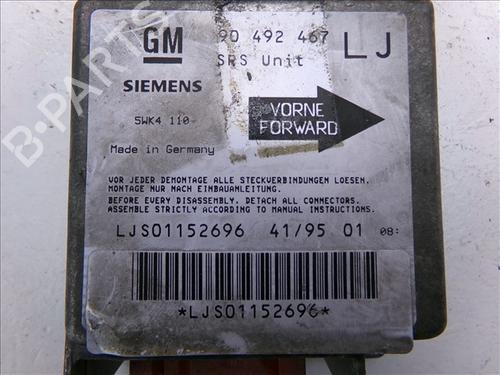 GM 90 492 467 LJ
SRS Unit
SIEMENS
VORNE
FORWARD
5WK4 110
Made in Germany
VOR JEDER DEMONTAGE ALLE STECKVERBINDUNGEN LOESEN.
MONTAGE NUR NACH EINBAUANLEITUNG.
BEFORE EVERY DISASSEMBLY, DETACH ALL CONNECTORS.
ASSEMBLE STRICTLY ACCORDING TO MANUAL INSTRUCTIONS.
LJS01152696 41/95 01 08:
*LJS01152696*
B-PARTS